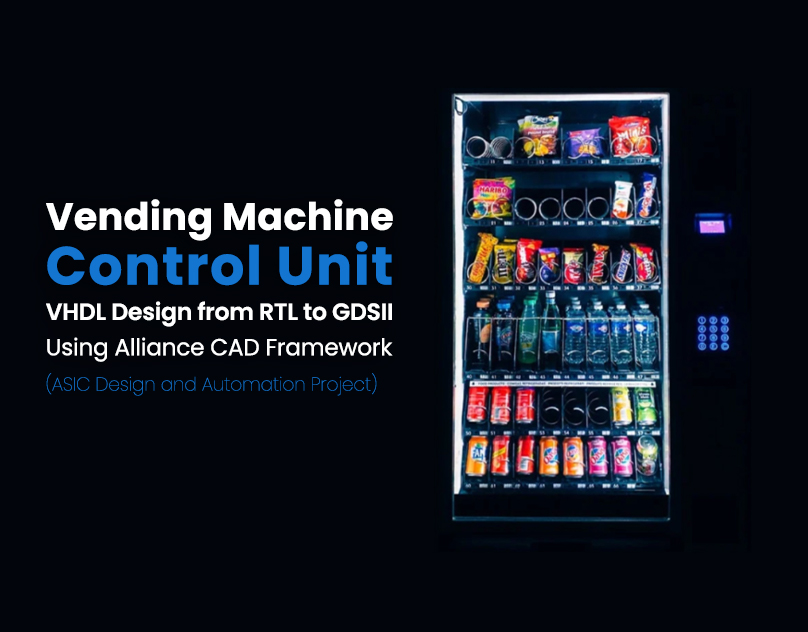 Vending Machine
Control Unit
VHDL Design from RTL to GDSII
Using Alliance CAD Framework
(ASIC Design and Automation Project)
HARIBO